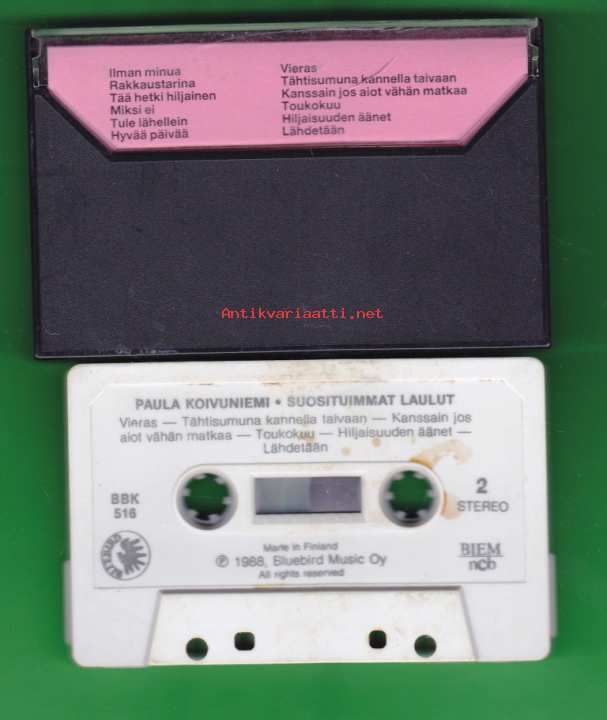 Ilman minua
Rakkaustarina
Tää hetki hiljainen
Miksi ei
Tule lähellein
Hyvää päivää
Vieras
Tähtisumuna kannella taivaan
Kanssain jos aiot vähän matkaa
Toukokuu
Hiljaisuuden äänet
Lähdetään
Antikvariaatti.net
PAULA KOIVUNIEMI • SUOSITUIMMAT LAULUT
Vieras — Tähtisumuna kannella taivaan — Kanssain jos
aiot vähän matkaa — Toukokuu — Hiljaisuuden äänet —
Lähdetään
BBK
516
2
STEREO
BLUEBIRD
Made in Finland
℗ 1988, Bluebird Music Oy
All rights reserved
BIEM
ncb